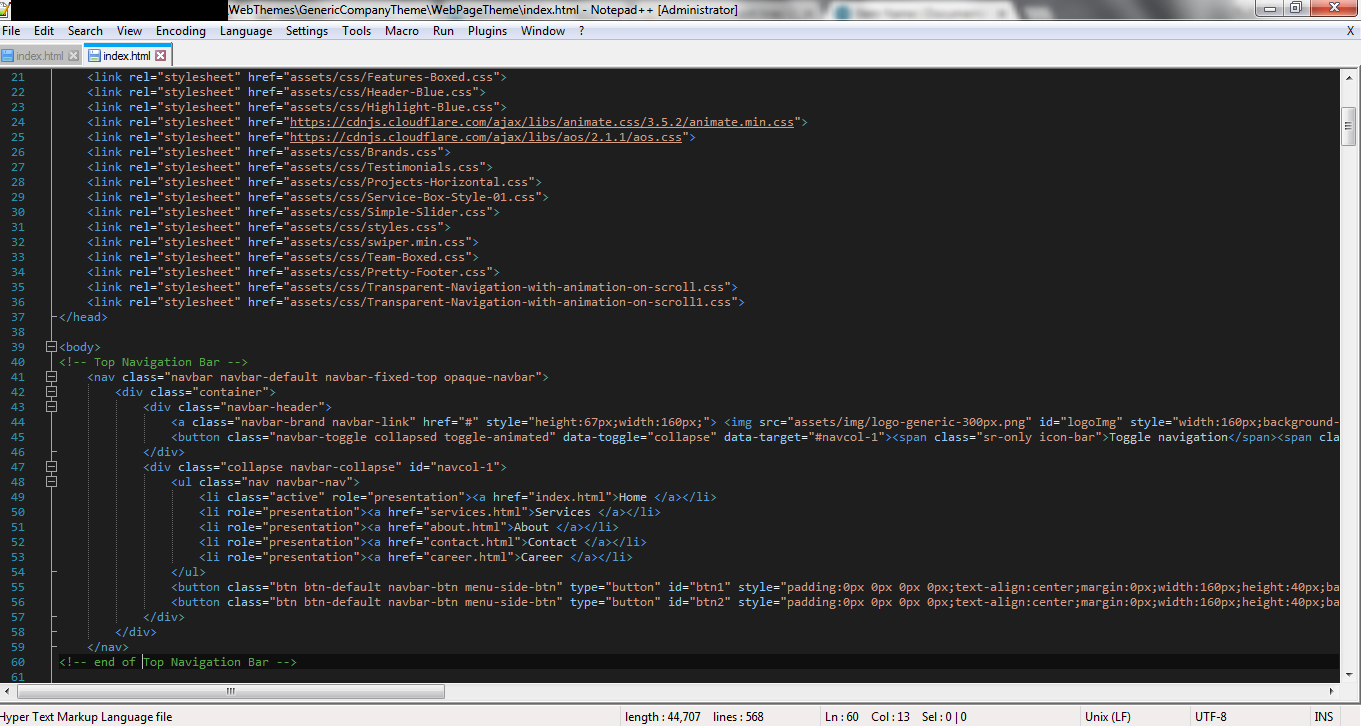 WebThemes\GenericCompanyTheme\WebPageTheme\index.html - Notepad++ [Administrator]
File Edit Search View Encoding Language Settings Tools Macro Run Plugins Window ? X
index.html index.html
21 <link rel="stylesheet" href="assets/css/Features-Boxed.css">
22 <link rel="stylesheet" href="assets/css/Header-Blue.css">
23 <link rel="stylesheet" href="assets/css/Highlight-Blue.css">
24 <link rel="stylesheet" href="https://cdnjs.cloudflare.com/ajax/libs/animate.css/3.5.2/animate.min.css">
25 <link rel="stylesheet" href="https://cdnjs.cloudflare.com/ajax/libs/aos/2.1.1/aos.css">
26 <link rel="stylesheet" href="assets/css/Brands.css">
27 <link rel="stylesheet" href="assets/css/Testimonials.css">
28 <link rel="stylesheet" href="assets/css/Projects-Horizontal.css">
29 <link rel="stylesheet" href="assets/css/Service-Box-Style-01.css">
30 <link rel="stylesheet" href="assets/css/Simple-Slider.css">
31 <link rel="stylesheet" href="assets/css/styles.css">
32 <link rel="stylesheet" href="assets/css/swiper.min.css">
33 <link rel="stylesheet" href="assets/css/Team-Boxed.css">
34 <link rel="stylesheet" href="assets/css/Pretty-Footer.css">
35 <link rel="stylesheet" href="assets/css/Transparent-Navigation-with-animation-on-scroll.css">
36 <link rel="stylesheet" href="assets/css/Transparent-Navigation-with-animation-on-scroll1.css">
37 </head>
38
39 <body>
40 <!-- Top Navigation Bar -->
41 <nav class="navbar navbar-default navbar-fixed-top opaque-navbar">
42 <div class="container">
43 <div class="navbar-header">
44 <a class="navbar-brand navbar-link" href="#" style="height:67px;width:160px;"> <img src="assets/img/logo-generic-300px.png" id="logoImg" style="width:160px;background-
45 <button class="navbar-toggle collapsed toggle-animated" data-toggle="collapse" data-target="#navcol-1"><span class="sr-only icon-bar">Toggle navigation</span><span cla
46 </div>
47 <div class="collapse navbar-collapse" id="navcol-1">
48 <ul class="nav navbar-nav">
49 <li class="active" role="presentation"><a href="index.html">Home </a></li>
50 <li role="presentation"><a href="services.html">Services </a></li>
51 <li role="presentation"><a href="about.html">About </a></li>
52 <li role="presentation"><a href="contact.html">Contact </a></li>
53 <li role="presentation"><a href="career.html">Career </a></li>
54 </ul>
55 <button class="btn btn-default navbar-btn menu-side-btn" type="button" id="btn1" style="padding:0px 0px 0px 0px;text-align:center;margin:0px;width:160px;height:40px;ba
56 <button class="btn btn-default navbar-btn menu-side-btn" type="button" id="btn2" style="padding:0px 0px 0px 0px;text-align:center;margin:0px;width:160px;height:40px;ba
57 </div>
58 </div>
59 </nav>
60 <!-- end of Top Navigation Bar -->
61
Hyper Text Markup Language file length : 44,707 lines : 568 Ln : 60 Col : 13 Sel : 0 | 0 Unix (LF) UTF-8 INS